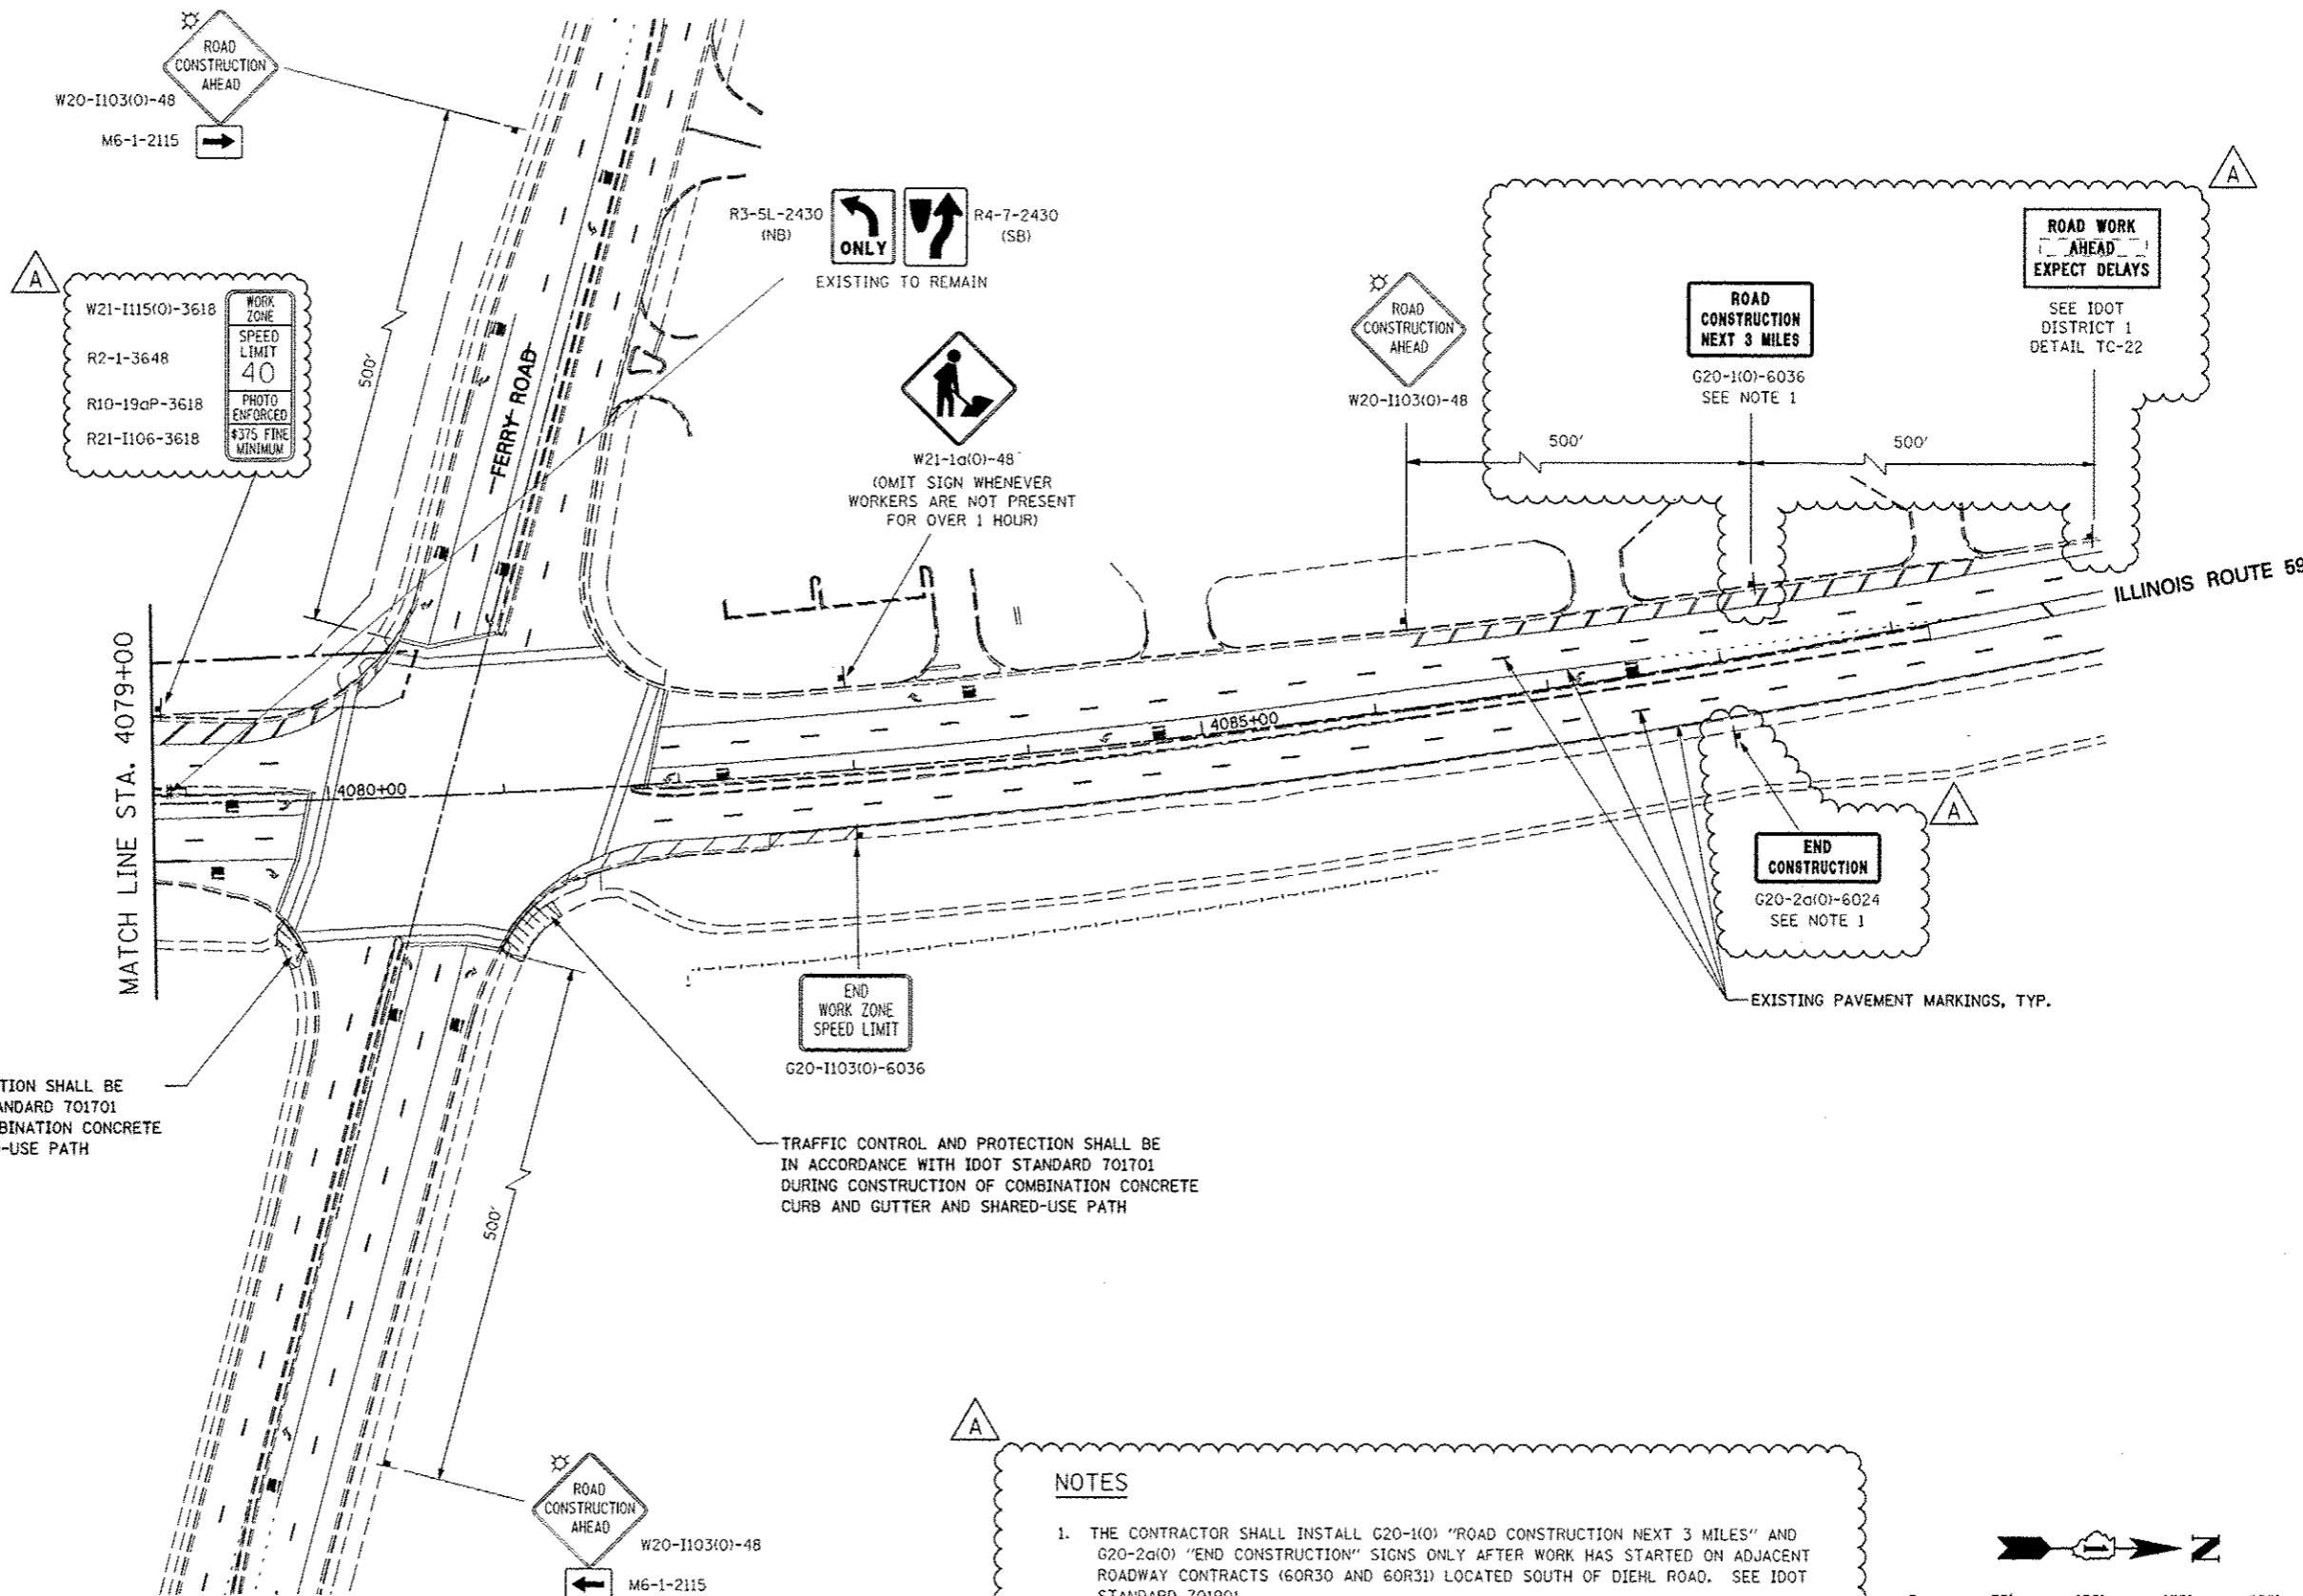 ROAD
CONSTRUCTION
AHEAD
W20-I103(O)-48
M6-1-2115
A
W21-I115(O)-3618
R2-1-3648
R10-19aP-3618
R21-I106-3618
WORK
ZONE
SPEED
LIMIT
40
PHOTO
ENFORCED
$375 FINE
MINIMUM
500'
FERRY ROAD
R3-5L-2430
(NB)
ONLY
R4-7-2430
(SB)
EXISTING TO REMAIN
W21-1a(O)-48
(OMIT SIGN WHENEVER
WORKERS ARE NOT PRESENT
FOR OVER 1 HOUR)
ROAD
CONSTRUCTION
AHEAD
W20-I103(O)-48
A
ROAD
CONSTRUCTION
NEXT 3 MILES
G20-1(O)-6036
SEE NOTE 1
ROAD WORK
AHEAD
EXPECT DELAYS
SEE IDOT
DISTRICT 1
DETAIL TC-22
500'
500'
ILLINOIS ROUTE 59
MATCH LINE STA. 4079+00
4080+00
4085+00
A
END
CONSTRUCTION
G20-2a(O)-6024
SEE NOTE 1
EXISTING PAVEMENT MARKINGS, TYP.
END
WORK ZONE
SPEED LIMIT
G20-I103(O)-6036
TION SHALL BE
ANDARD 701701
BINATION CONCRETE
-USE PATH
TRAFFIC CONTROL AND PROTECTION SHALL BE
IN ACCORDANCE WITH IDOT STANDARD 701701
DURING CONSTRUCTION OF COMBINATION CONCRETE
CURB AND GUTTER AND SHARED-USE PATH
500'
ROAD
CONSTRUCTION
AHEAD
W20-I103(O)-48
M6-1-2115
A
NOTES
1. THE CONTRACTOR SHALL INSTALL G20-1(O) "ROAD CONSTRUCTION NEXT 3 MILES" AND
G20-2a(O) "END CONSTRUCTION" SIGNS ONLY AFTER WORK HAS STARTED ON ADJACENT
ROADWAY CONTRACTS (60R30 AND 60R31) LOCATED SOUTH OF DIEHL ROAD. SEE IDOT
STANDARD 701901
N